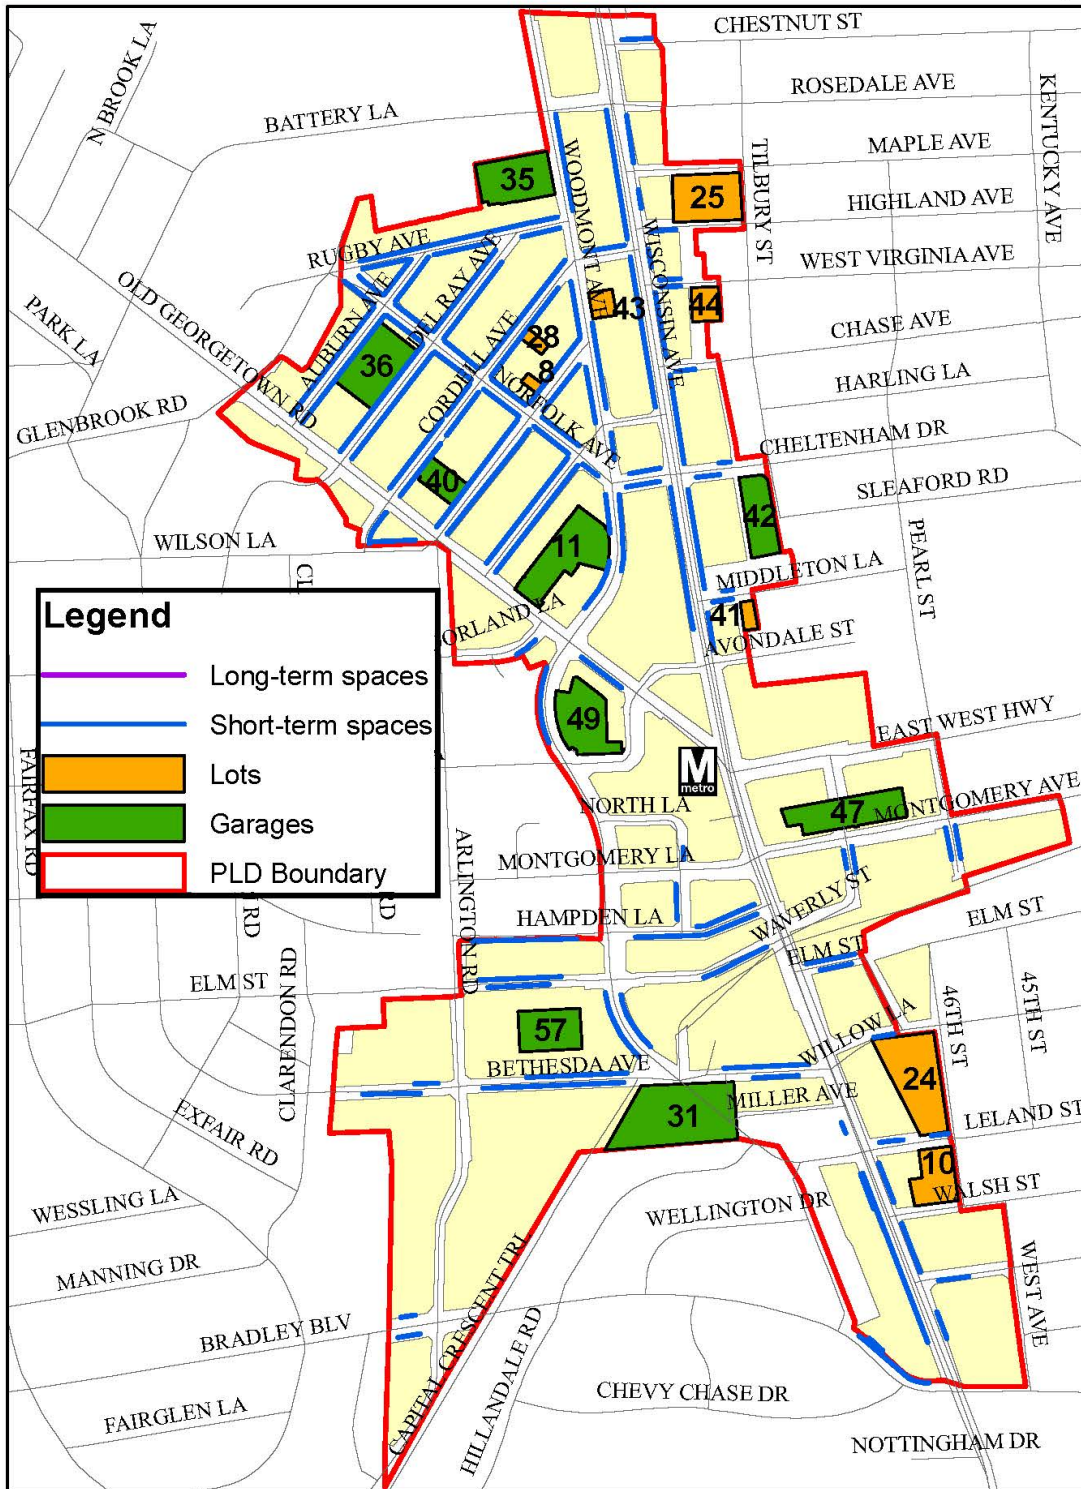 CHESTNUT ST
N BROOK LA
ROSEDALE AVE
KENTUCKY AVE
BATTERY LA
WOODMONT AVE
TILBURY ST
MAPLE AVE
35
25
HIGHLAND AVE
RUGBY AVE
DEL RAY AVE
WISCONSIN AVE
WEST VIRGINIA AVE
OLD GEORGETOWN RD
AUBURN AVE
43
44
PARK LA
28
CHASE AVE
36
CORDELL AVE
8
NORFOLK AVE
HARLING LA
GLENBROOK RD
CHELTENHAM DR
40
SLEAFORD RD
42
WILSON LA
11
PEARL ST
MIDDLETON LA
CL
41
ORLAND LA
AVONDALE ST
Legend
Long-term spaces
Short-term spaces
Lots
Garages
PLD Boundary
49
EAST WEST HWY
FAIRFAX RD
M
metro
NORTH LA
47
MONTGOMERY AVE
ARLINGTON RD
MONTGOMERY LA
RD
RD
HAMPDEN LA
WAVERLY ST
ELM ST
ELM ST
ELM ST
CLARENDON RD
46TH ST
45TH ST
57
WILLOW LA
BETHESDA AVE
24
EXFAIR RD
31
MILLER AVE
LELAND ST
10
WESSLING LA
WELLINGTON DR
WALSH ST
MANNING DR
CAPITAL CRESCENT TRL
WEST AVE
BRADLEY BLV
HILLANDALE RD
CHEVY CHASE DR
FAIRGLEN LA
NOTTINGHAM DR